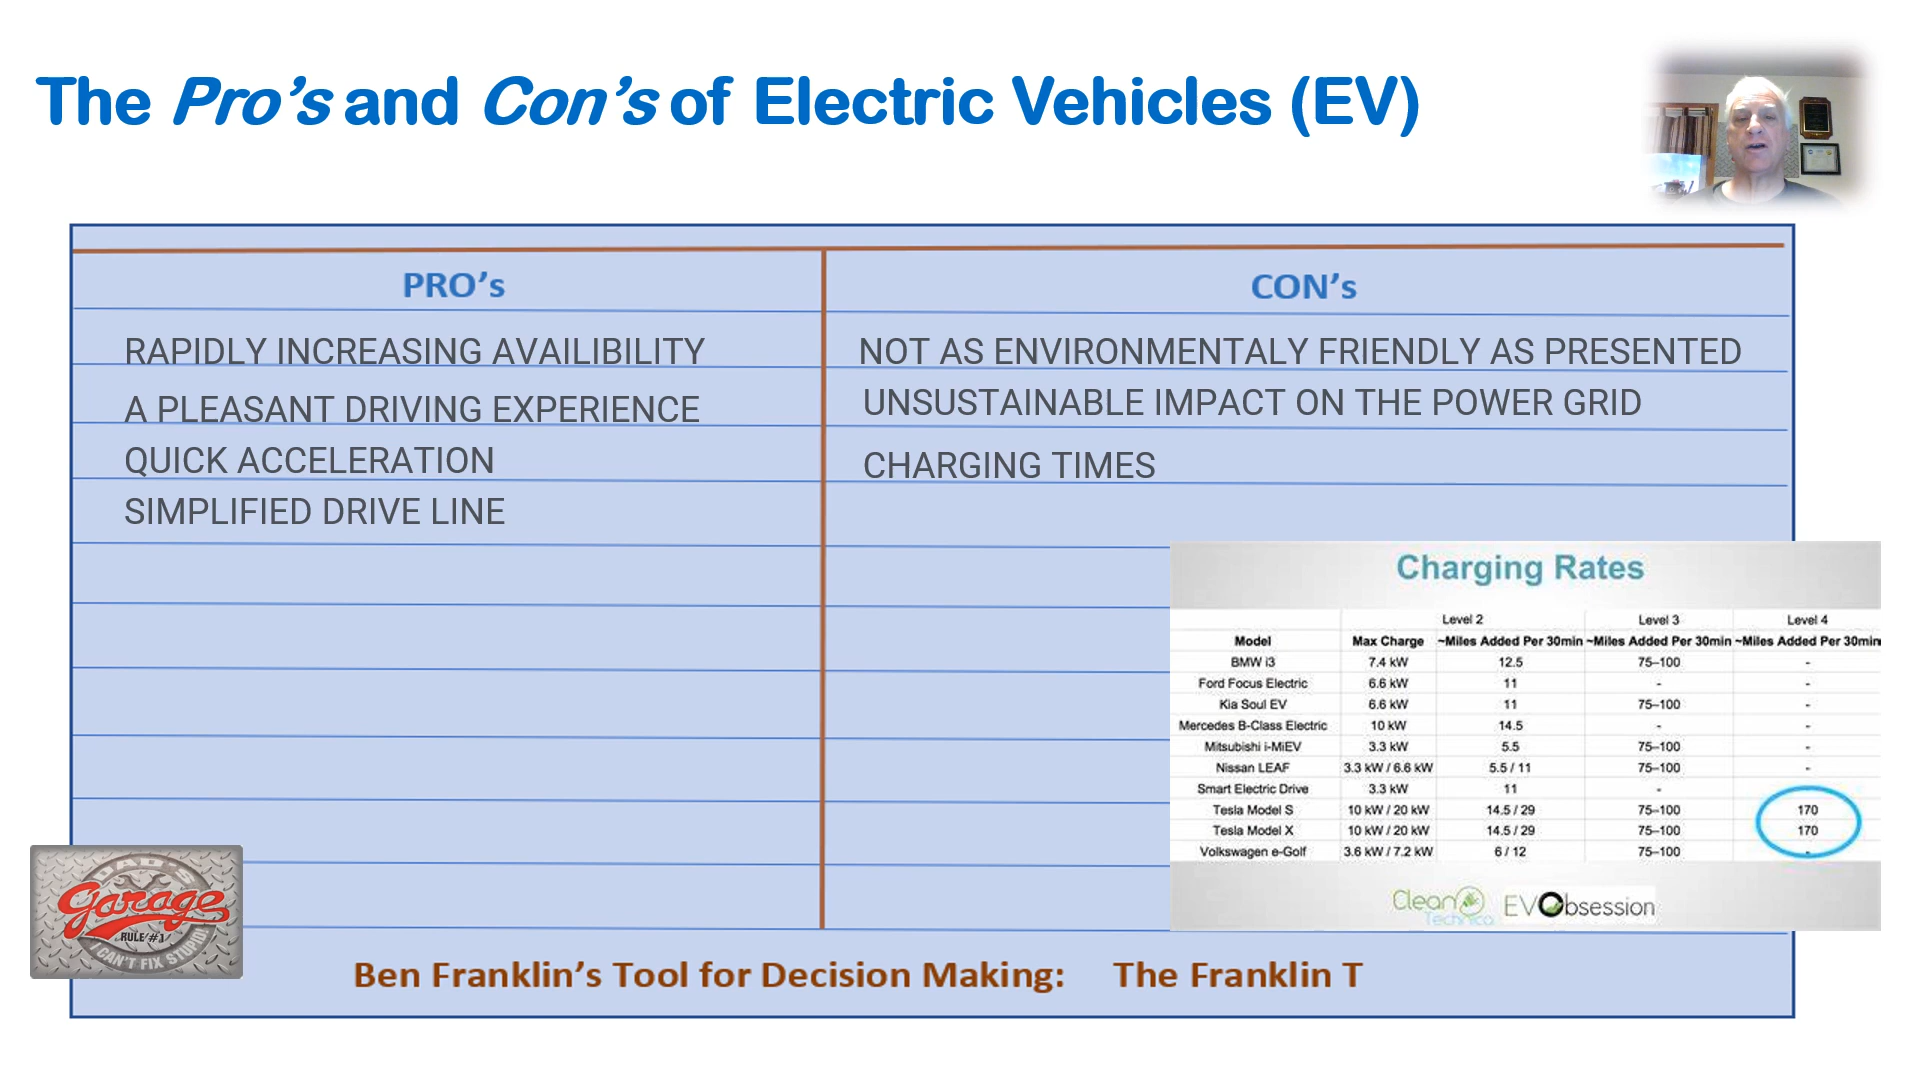 The Pro’s and Con’s of Electric Vehicles (EV)
PRO’s
RAPIDLY INCREASING AVAILIBILITY
A PLEASANT DRIVING EXPERIENCE
QUICK ACCELERATION
SIMPLIFIED DRIVE LINE
CON’s
NOT AS ENVIRONMENTALY FRIENDLY AS PRESENTED
UNSUSTAINABLE IMPACT ON THE POWER GRID
CHARGING TIMES
Charging Rates
Level 2 Level 3 Level 4
Model Max Charge ~Miles Added Per 30min ~Miles Added Per 30min ~Miles Added Per 30min
BMW i3 7.4 kW 12.5 75–100 -
Ford Focus Electric 6.6 kW 11 - -
Kia Soul EV 6.6 kW 11 75–100 -
Mercedes B-Class Electric 10 kW 14.5 - -
Mitsubishi i-MiEV 3.3 kW 5.5 75–100 -
Nissan LEAF 3.3 kW / 6.6 kW 5.5 / 11 75–100 -
Smart Electric Drive 3.3 kW 11 - -
Tesla Model S 10 kW / 20 kW 14.5 / 29 75–100 170
Tesla Model X 10 kW / 20 kW 14.5 / 29 75–100 170
Volkswagen e-Golf 3.6 kW / 7.2 kW 6 / 12 75–100 -
Clean Technica EVObsession
DAD'S
Garage
RULE #1
I CAN'T FIX STUPID!
Ben Franklin’s Tool for Decision Making: The Franklin T